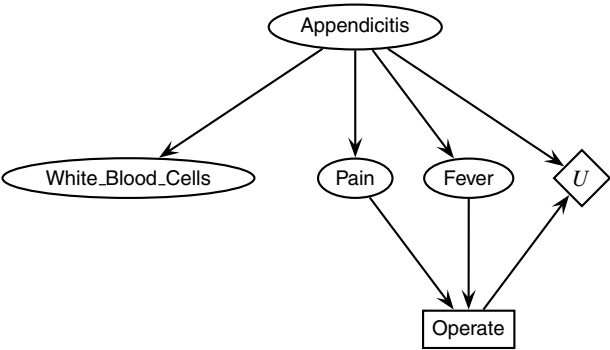 Appendicitis
White_Blood_Cells
Pain
Fever
U
Operate